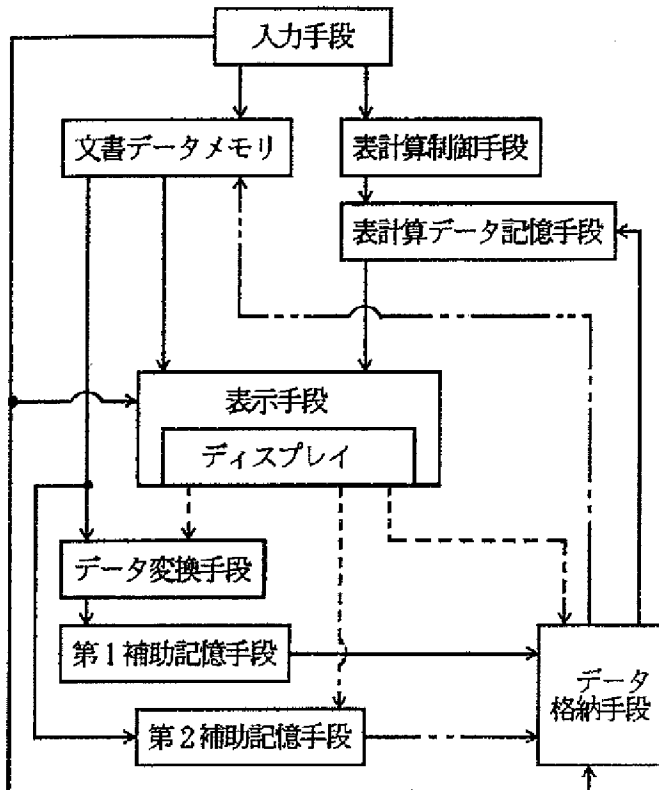 入力手段
文書データメモリ
表計算制御手段
表計算データ記憶手段
表示手段
ディスプレイ
データ変換手段
第1補助記憶手段
データ
格納手段
第2補助記憶手段